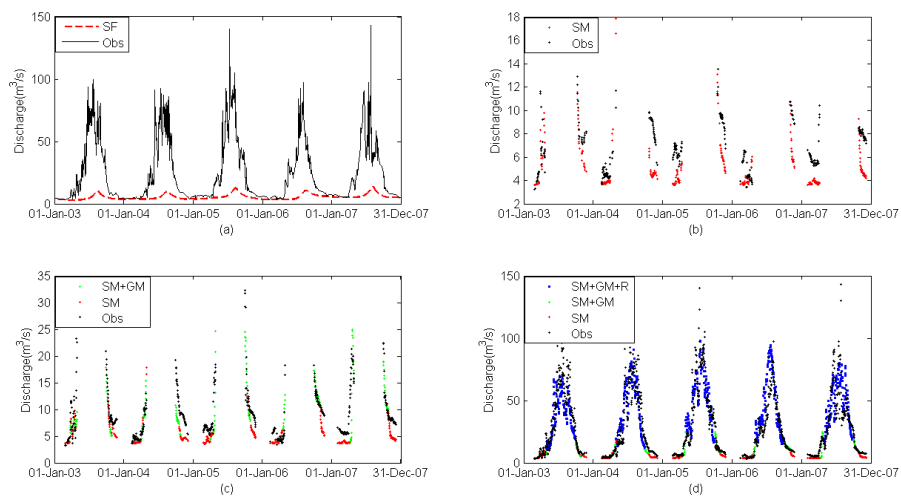 150
100
50
0
Discharge(m³/s)
SF
Obs
01-Jan-03
01-Jan-04
01-Jan-05
01-Jan-06
01-Jan-07
31-Dec-07
(a)
18
16
14
12
10
8
6
4
2
Discharge(m³/s)
SM
Obs
01-Jan-03
01-Jan-04
01-Jan-05
01-Jan-06
01-Jan-07
31-Dec-07
(b)
35
30
25
20
15
10
5
0
Discharge(m³/s)
SM+GM
SM
Obs
01-Jan-03
01-Jan-04
01-Jan-05
01-Jan-06
01-Jan-07
31-Dec-07
(c)
150
100
50
0
Discharge(m³/s)
SM+GM+R
SM+GM
SM
Obs
01-Jan-03
01-Jan-04
01-Jan-05
01-Jan-06
01-Jan-07
31-Dec-07
(d)